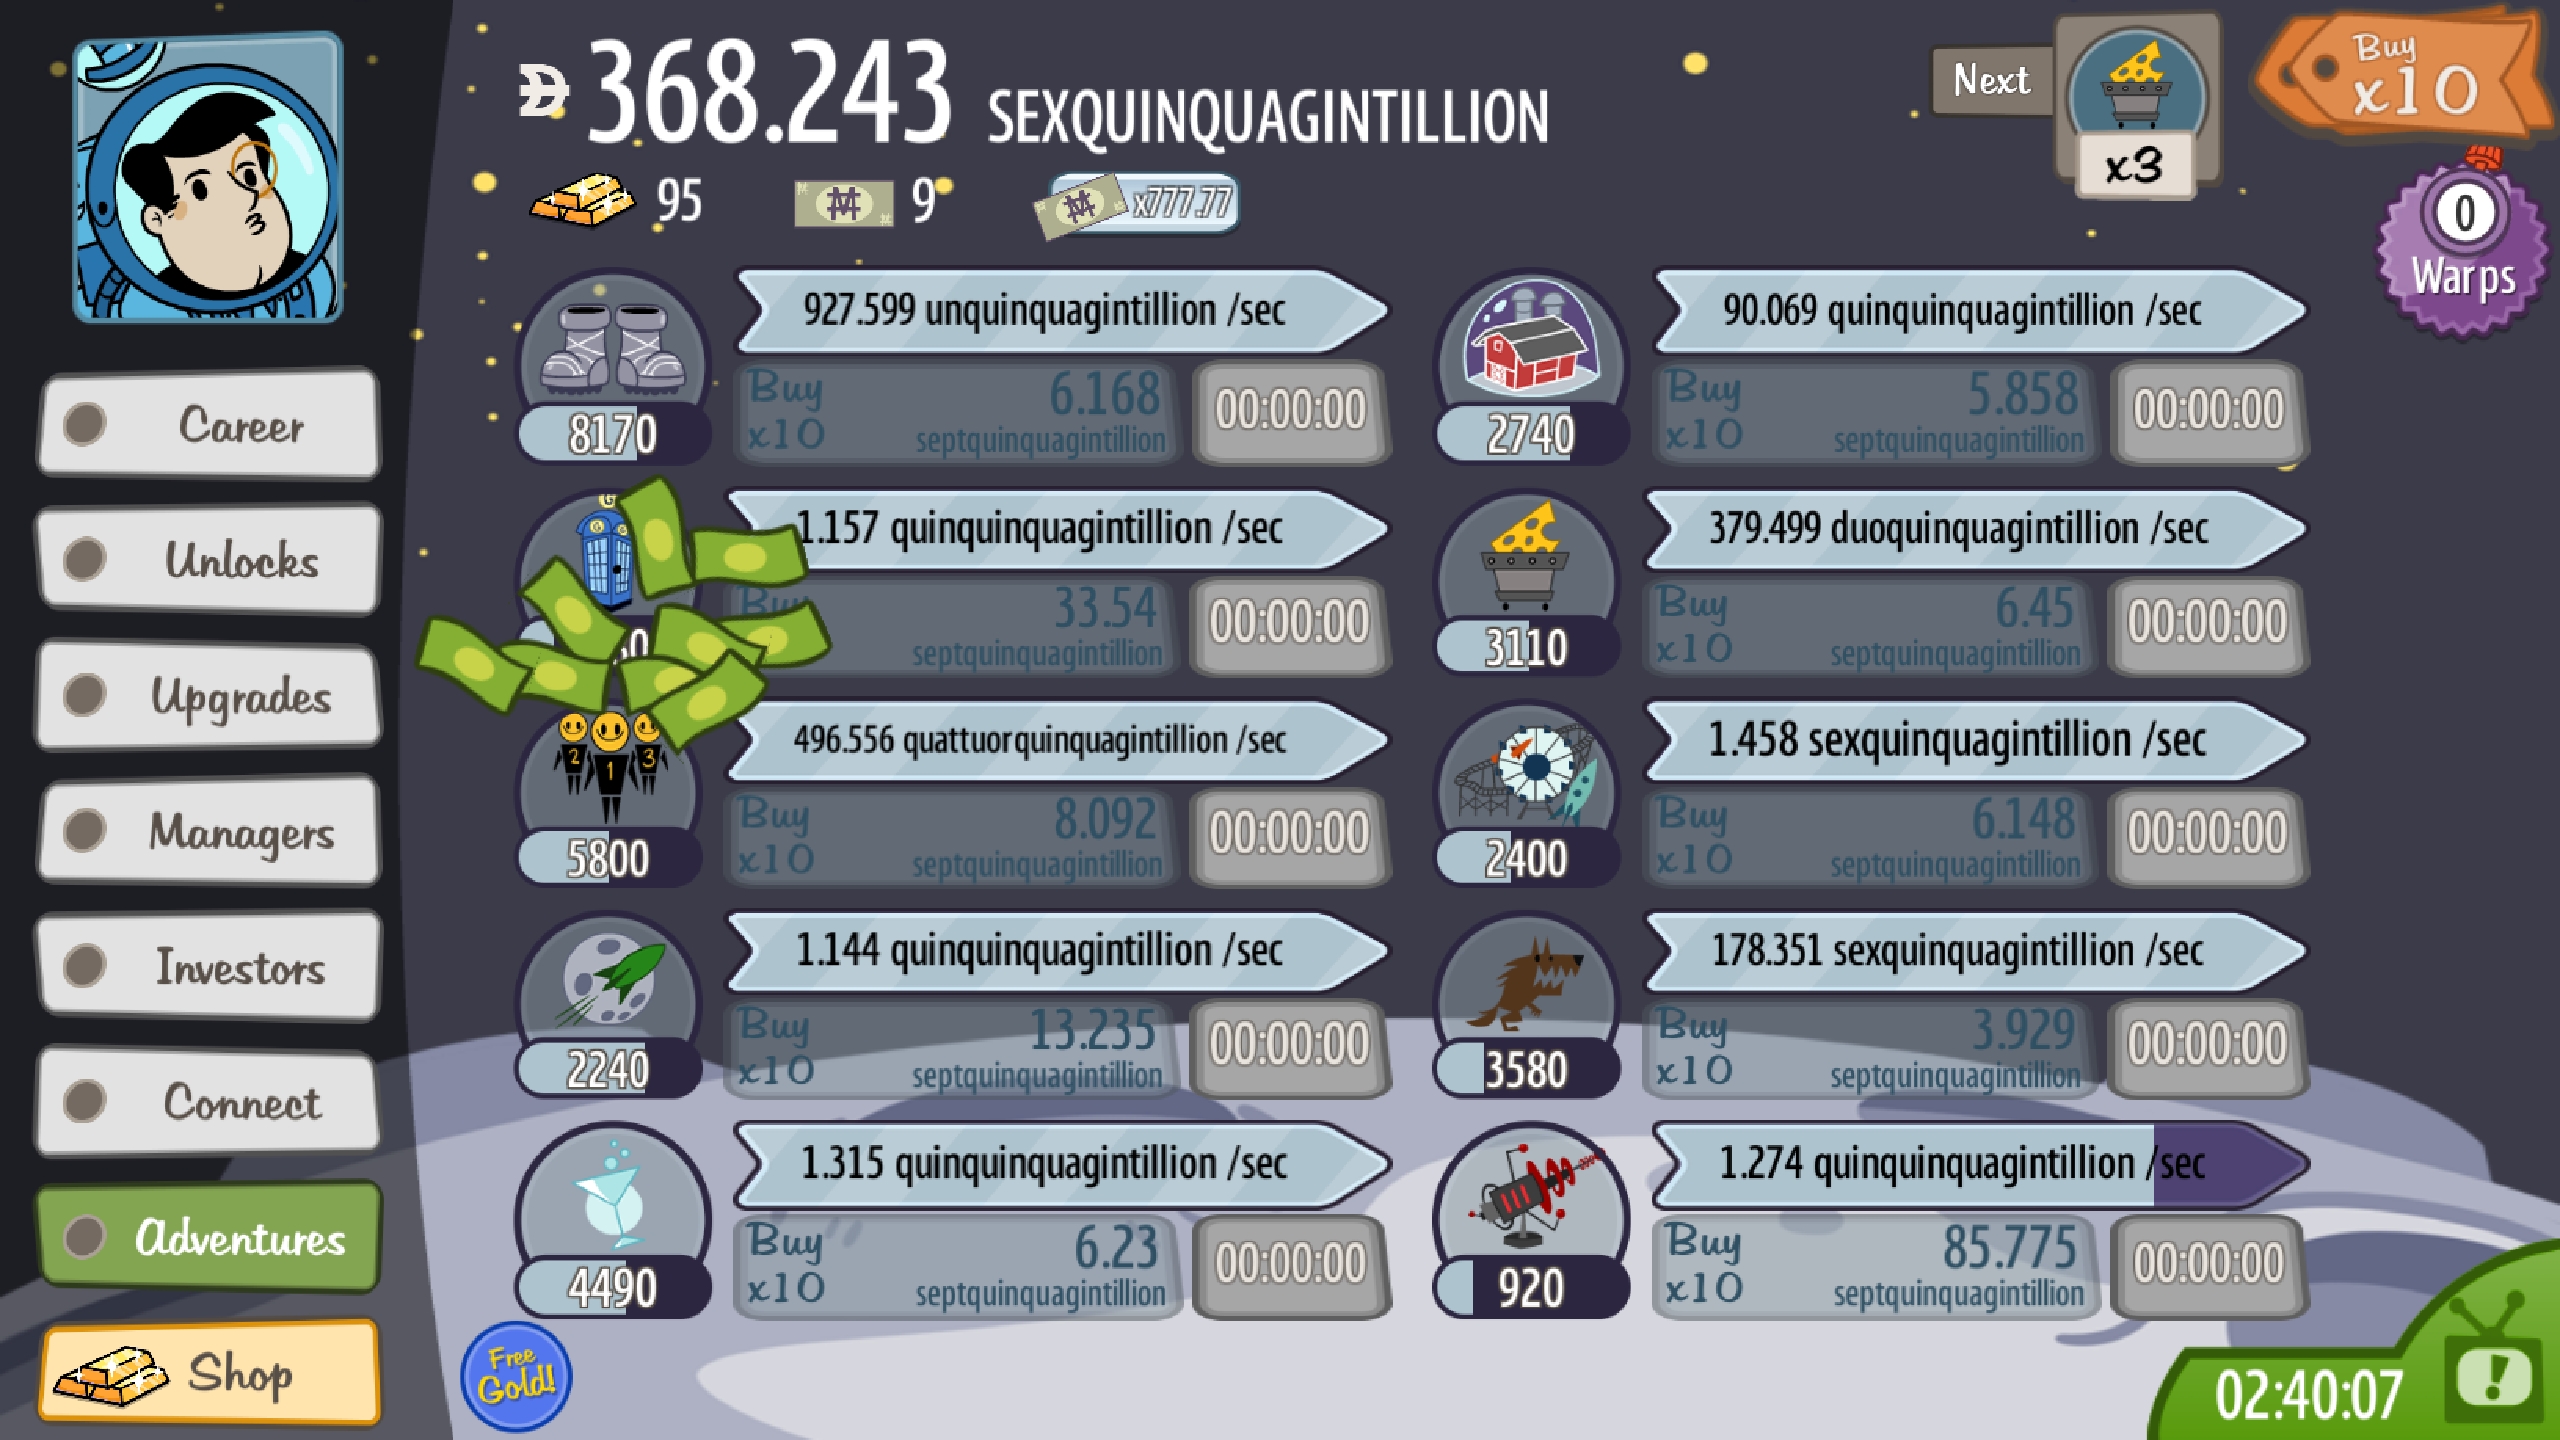 368.243 SEXQUINQUAGINTILLION
95
9
x777.77
Next
x3
Buy
x10
0
Warps
Career
Unlocks
Upgrades
Managers
Investors
Connect
Adventures
Shop
927.599 unquinquagintillion /sec
Buy
x10
6.168
septquinquagintillion
00:00:00
8170
1.157 quinquinquagintillion /sec
Buy
x10
33.54
septquinquagintillion
00:00:00
2 1 3
496.556 quattuorquinquagintillion /sec
Buy
x10
8.092
septquinquagintillion
00:00:00
5800
1.144 quinquinquagintillion /sec
Buy
x10
13.235
septquinquagintillion
00:00:00
2240
1.315 quinquinquagintillion /sec
Buy
x10
6.23
septquinquagintillion
00:00:00
4490
90.069 quinquinquagintillion /sec
Buy
x10
5.858
septquinquagintillion
00:00:00
2740
379.499 duoquinquagintillion /sec
Buy
x10
6.45
septquinquagintillion
00:00:00
3110
1.458 sexquinquagintillion /sec
Buy
x10
6.148
septquinquagintillion
00:00:00
2400
178.351 sexquinquagintillion /sec
Buy
x10
3.929
septquinquagintillion
00:00:00
3580
1.274 quinquinquagintillion /sec
Buy
x10
85.775
septquinquagintillion
00:00:00
920
Free
Gold!
02:40:07
!